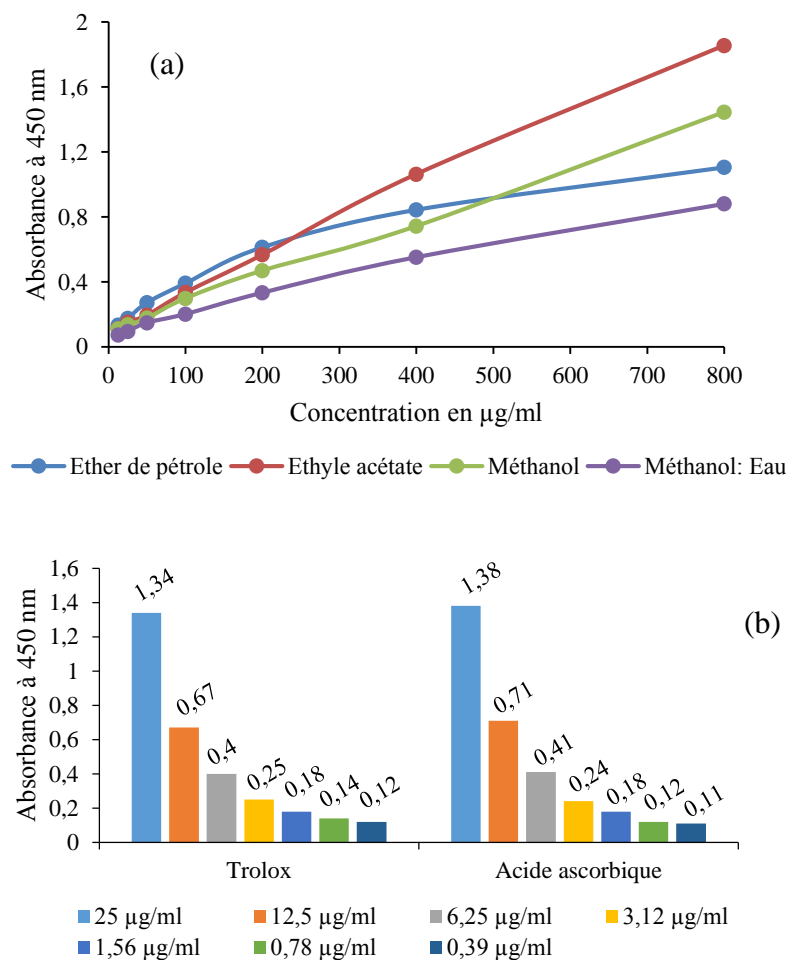 2
(a)
1,6
1,2
0,8
0,4
0
Absorbance à 450 nm
0 100 200 300 400 500 600 700 800
Concentration en µg/ml
Ether de pétrole Ethyle acétate Méthanol Méthanol: Eau
1,6
1,4
1,2
1
0,8
0,6
0,4
0,2
0
Absorbance à 450 nm
1,34 0,67 0,4 0,25 0,18 0,14 0,12
1,38 0,71 0,41 0,24 0,18 0,12 0,11
(b)
Trolox Acide ascorbique
25 µg/ml 12,5 µg/ml 6,25 µg/ml 3,12 µg/ml
1,56 µg/ml 0,78 µg/ml 0,39 µg/ml